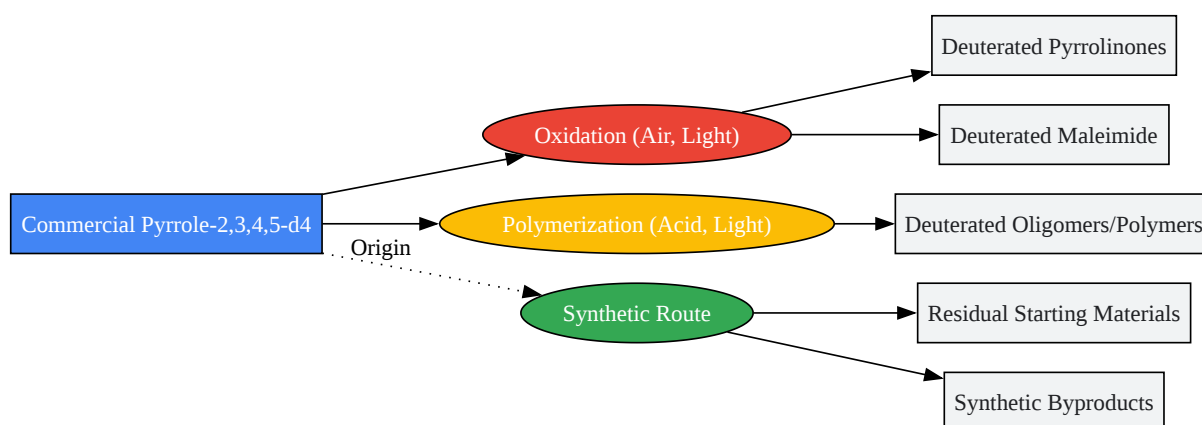 Deuterated Pyrrolinones
Oxidation (Air, Light)
Deuterated Maleimide
Commercial Pyrrole-2,3,4,5-d4
Polymerization (Acid, Light)
Deuterated Oligomers/Polymers
Origin
Synthetic Route
Residual Starting Materials
Synthetic Byproducts